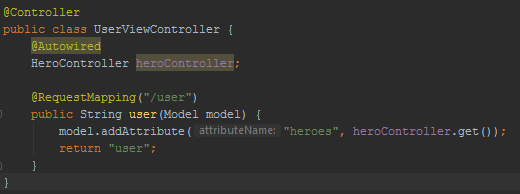 @Controller
public class UserViewController {
@Autowired
HeroController heroController;
@RequestMapping("/user")
public String user(Model model) {
model.addAttribute( attributeName: "heroes", heroController.get());
return "user";
}
}